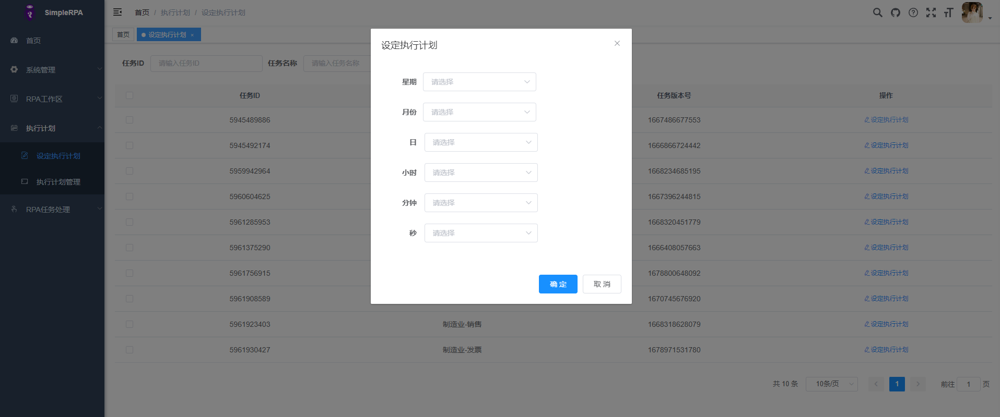 SimpleRPA
首页 / 执行计划 / 设定执行计划
首页
设定执行计划 ×
首页
系统管理
RPA工作区
执行计划
设定执行计划
执行计划管理
RPA任务处理
任务ID 请输入任务ID 任务名称 请输入任务名称
任务ID 任务版本号 操作
5945489886 1667486677553 设定执行计划
5945492174 1666866724442 设定执行计划
5959942964 1668234685195 设定执行计划
5960604625 1667396244815 设定执行计划
5961285953 1668320451779 设定执行计划
5961375290 1666408057663 设定执行计划
5961756915 1678800648092 设定执行计划
5961908589 1670745676920 设定执行计划
5961923403 制造业-销售 1668318628079 设定执行计划
5961930427 制造业-发票 1678971531780 设定执行计划
共 10 条 10条/页 1 前往 1 页
设定执行计划
星期 请选择
月份 请选择
日 请选择
小时 请选择
分钟 请选择
秒 请选择
确 定 取 消